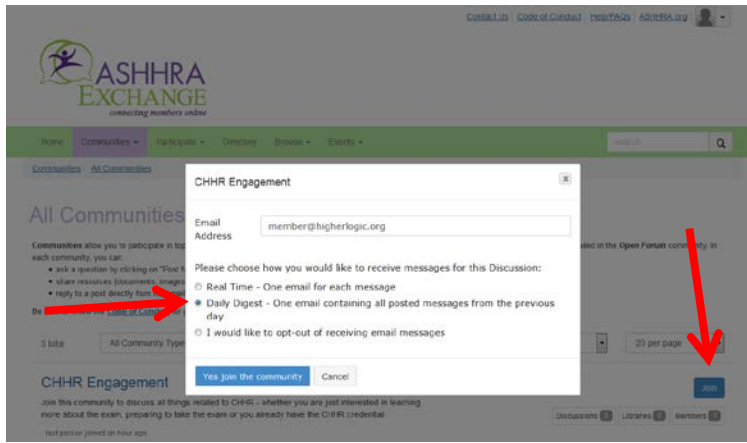 Contact Us Code of Conduct Help/FAQs ASHHRA.org
ASHHRA
EXCHANGE
connecting members online
Home Communities Participate Directory Browse Events search
Communities All Communities
CHHR Engagement
x
Email
Address
member@higherlogic.org
Please choose how you would like to receive messages for this Discussion:
Real Time - One email for each message
Daily Digest - One email containing all posted messages from the previous
day
I would like to opt-out of receiving email messages
Yes join the community Cancel
All Communities
Communities allow you to participate in top
ed in the Open Forum community. In
each community, you can:
ask a question by clicking on "Post
share resources (documents, images
reply to a post directly from
Be
Code of Conduct
3 total All Community Type 20 per page
CHHR Engagement
Join
Join this community to discuss all things related to CHHR - whether you are just interested in learning
more about the exam, preparing to take the exam or you already have the CHHR credential.
Discussions Libraries Members
last person joined an hour ago